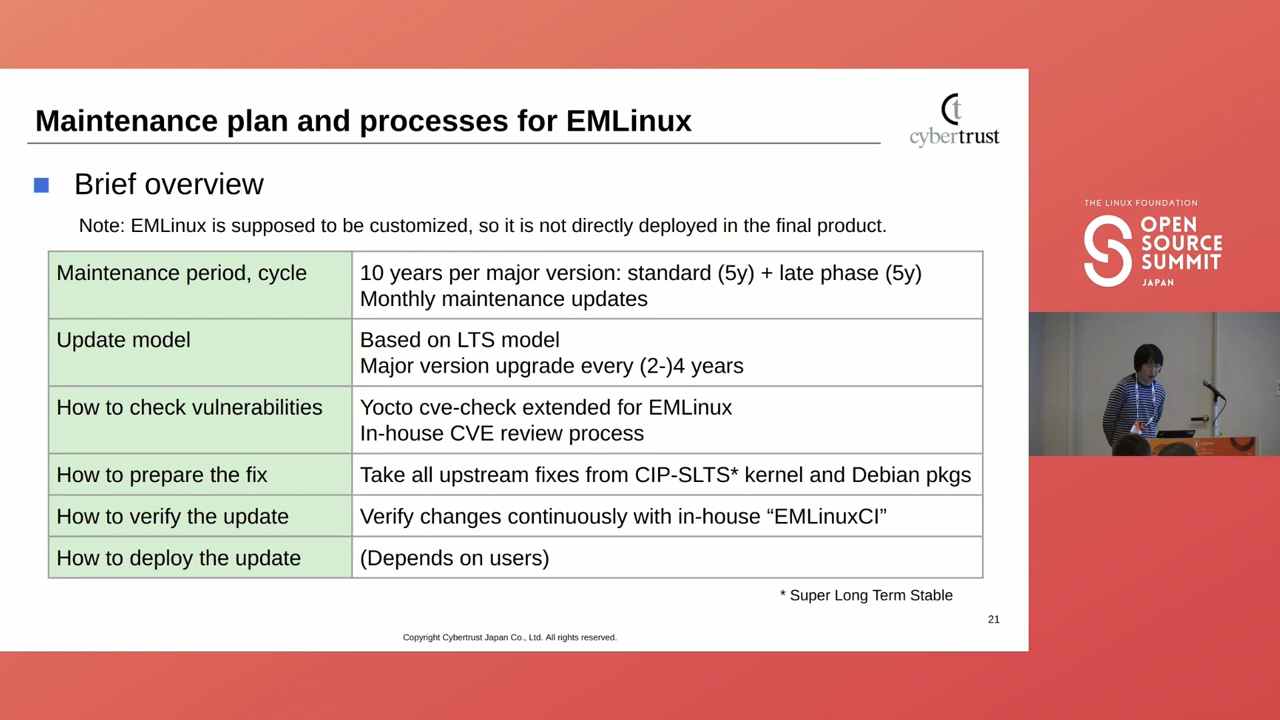 Maintenance plan and processes for EMLinux
cybertrust
Brief overview
Note: EMLinux is supposed to be customized, so it is not directly deployed in the final product.
Maintenance period, cycle
10 years per major version: standard (5y) + late phase (5y)
Monthly maintenance updates
Update model
Based on LTS model
Major version upgrade every (2-)4 years
How to check vulnerabilities
Yocto cve-check extended for EMLinux
In-house CVE review process
How to prepare the fix
Take all upstream fixes from CIP-SLTS* kernel and Debian pkgs
How to verify the update
Verify changes continuously with in-house “EMLinuxCI”
How to deploy the update
(Depends on users)
* Super Long Term Stable
21
Copyright Cybertrust Japan Co., Ltd. All rights reserved.
THE LINUX FOUNDATION
OPEN
SOURCE
SUMMIT
JAPAN